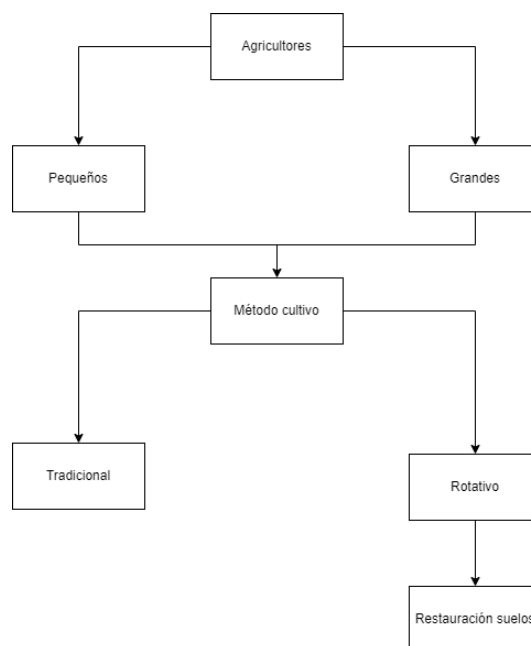 Agricultores
Pequeños
Grandes
Método cultivo
Tradicional
Rotativo
Restauración suelos